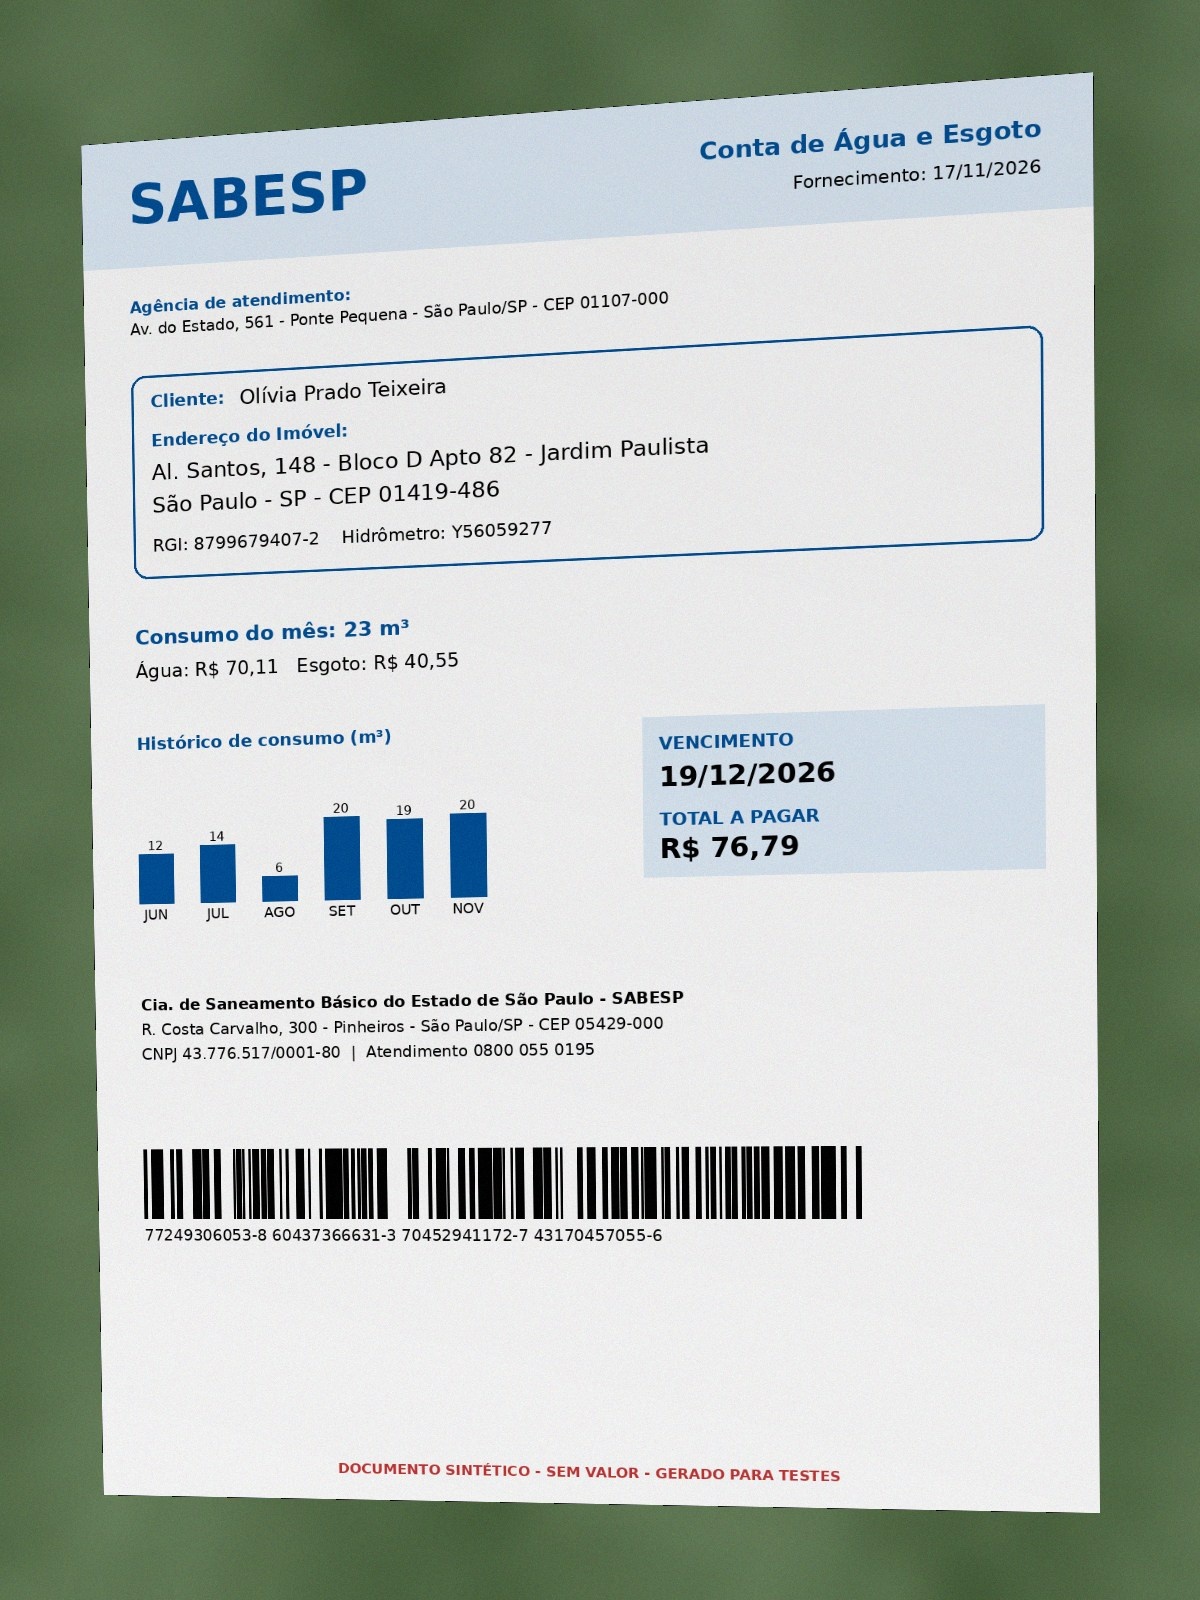 SABESP
Conta de Água e Esgoto
Fornecimento: 17/11/2026
Agência de atendimento:
Av. do Estado, 561 - Ponte Pequena - São Paulo/SP - CEP 01107-000
Cliente: Olívia Prado Teixeira
Endereço do Imóvel:
Al. Santos, 148 - Bloco D Apto 82 - Jardim Paulista
São Paulo - SP - CEP 01419-486
RGI: 8799679407-2 Hidrômetro: Y56059277
Consumo do mês: 23 m³
Água: R$ 70,11 Esgoto: R$ 40,55
Histórico de consumo (m³)
12 14 6 20 19 20
JUN JUL AGO SET OUT NOV
VENCIMENTO
19/12/2026
TOTAL A PAGAR
R$ 76,79
Cia. de Saneamento Básico do Estado de São Paulo - SABESP
R. Costa Carvalho, 300 - Pinheiros - São Paulo/SP - CEP 05429-000
CNPJ 43.776.517/0001-80 | Atendimento 0800 055 0195
77249306053-8 60437366631-3 70452941172-7 43170457055-6
DOCUMENTO SINTÉTICO - SEM VALOR - GERADO PARA TESTES